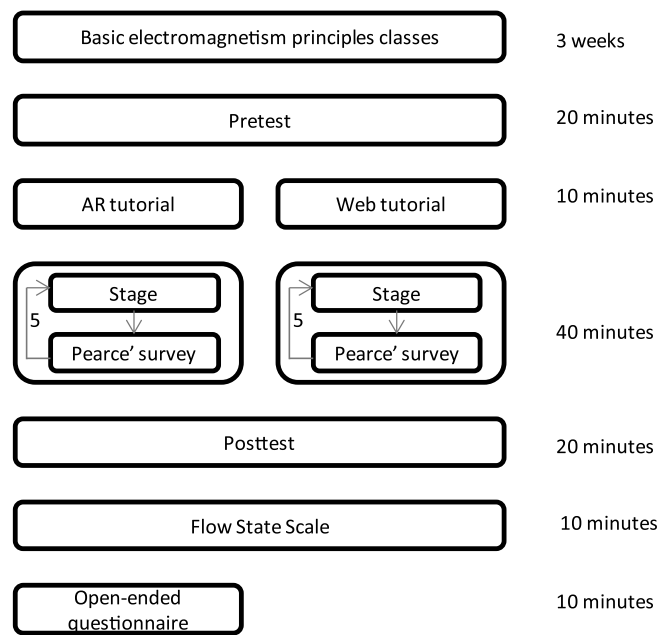 Basic electromagnetism principles classes
3 weeks
Pretest
20 minutes
AR tutorial
Web tutorial
10 minutes
Stage
5
Pearce’ survey
Stage
5
Pearce’ survey
40 minutes
Posttest
20 minutes
Flow State Scale
10 minutes
Open-ended
questionnaire
10 minutes